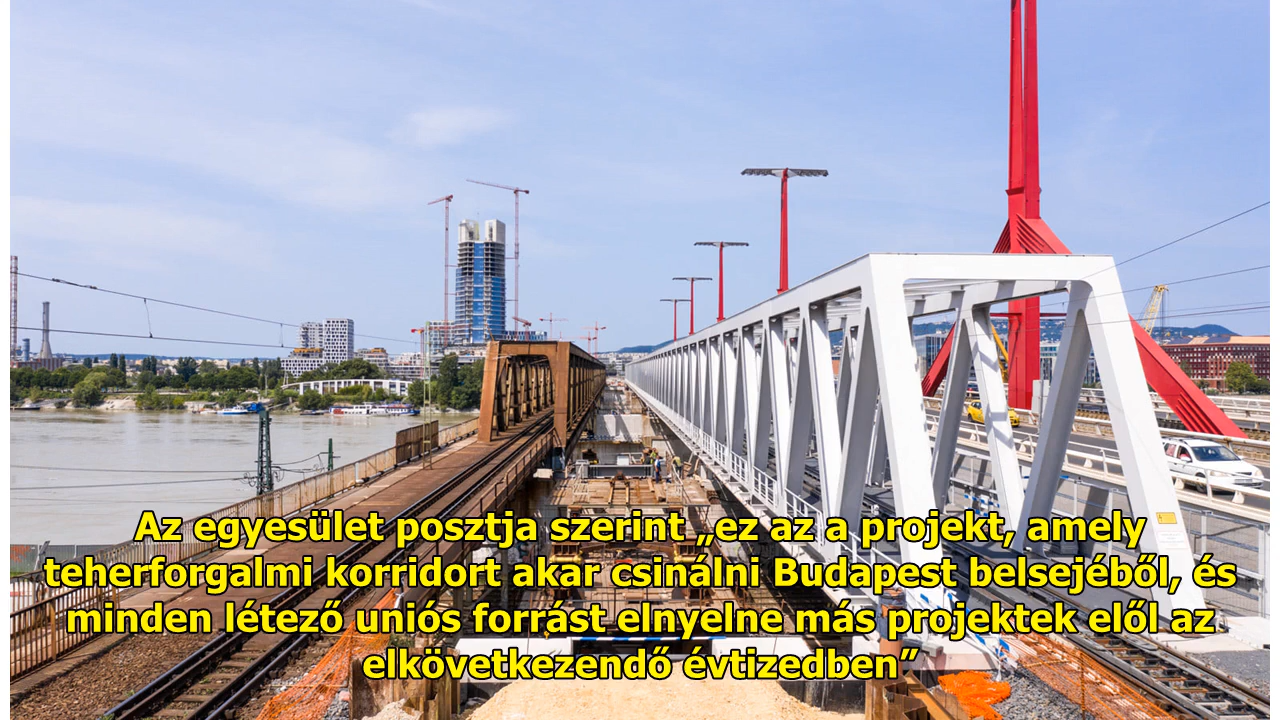 Az egyesület posztja szerint „ez az a projekt, amely
teherforgalmi korridort akar csinálni Budapest belsejéből, és
minden létező uniós forrást elnyelne más projektek elől az
elkövetkezendő évtizedben”